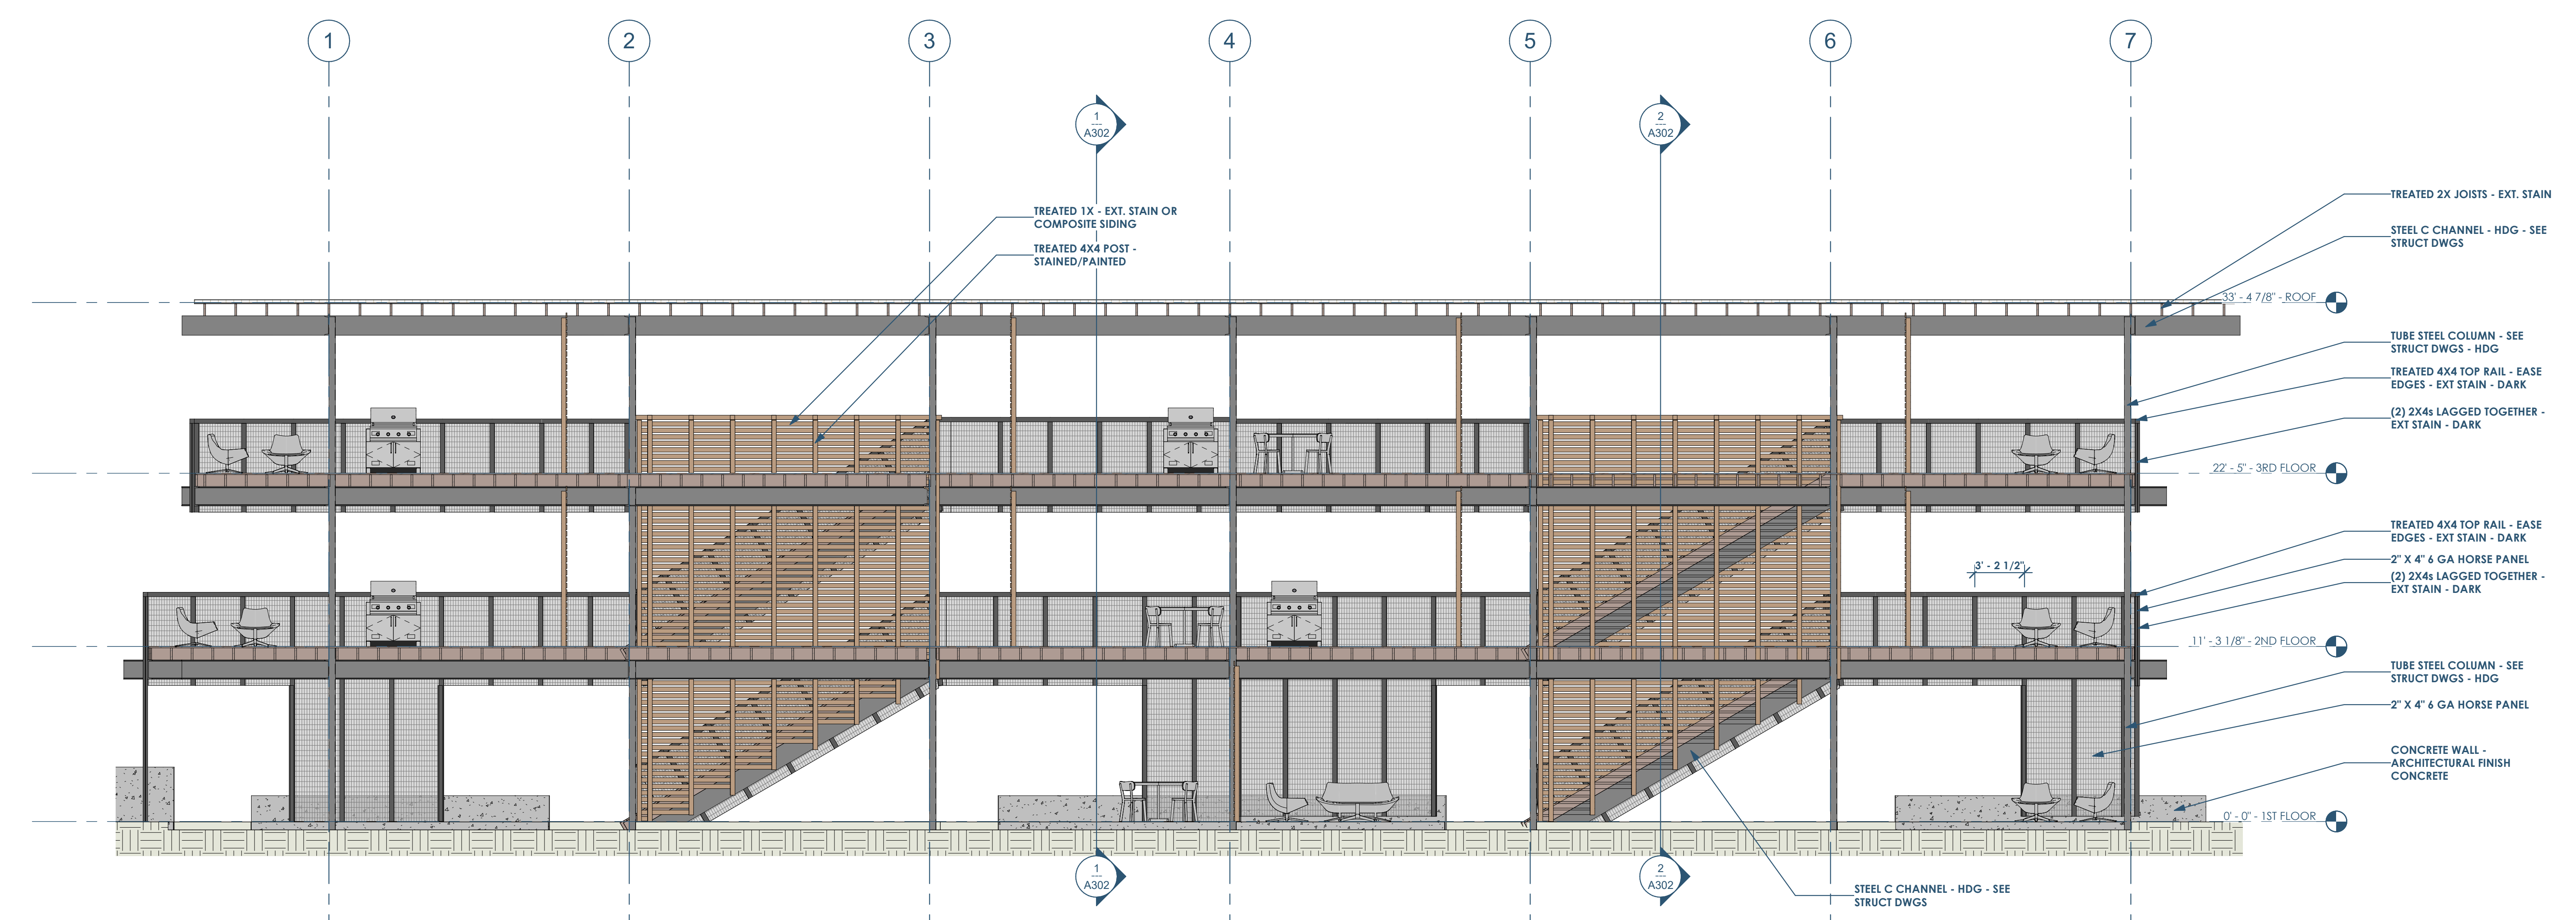 1 2 3 4 5 6 7
1
---
A302
2
---
A302
TREATED 1X - EXT. STAIN OR
COMPOSITE SIDING
TREATED 4X4 POST -
STAINED/PAINTED
TREATED 2X JOISTS - EXT. STAIN
STEEL C CHANNEL - HDG - SEE
STRUCT DWGS
33' - 4 7/8" - ROOF
TUBE STEEL COLUMN - SEE
STRUCT DWGS - HDG
TREATED 4X4 TOP RAIL - EASE
EDGES - EXT STAIN - DARK
(2) 2X4s LAGGED TOGETHER -
EXT STAIN - DARK
22' - 5" - 3RD FLOOR
TREATED 4X4 TOP RAIL - EASE
EDGES - EXT STAIN - DARK
2" X 4" 6 GA HORSE PANEL
3' - 2 1/2"
(2) 2X4s LAGGED TOGETHER -
EXT STAIN - DARK
11' - 3 1/8" - 2ND FLOOR
TUBE STEEL COLUMN - SEE
STRUCT DWGS - HDG
2" X 4" 6 GA HORSE PANEL
CONCRETE WALL -
ARCHITECTURAL FINISH
CONCRETE
0' - 0" - 1ST FLOOR
1
---
A302
2
---
A302
STEEL C CHANNEL - HDG - SEE
STRUCT DWGS